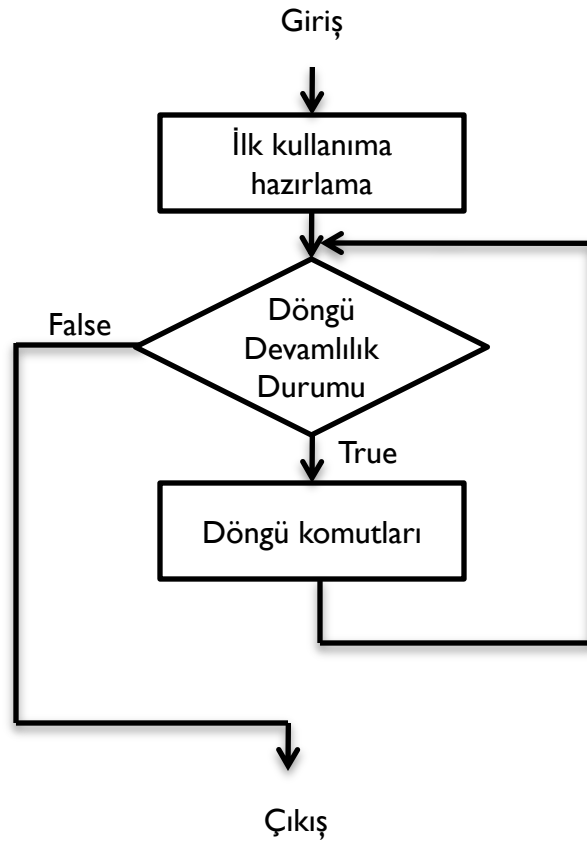 Giriş
İlk kullanıma
hazırlama
False
Döngü
Devamlılık
Durumu
True
Döngü komutları
Çıkış